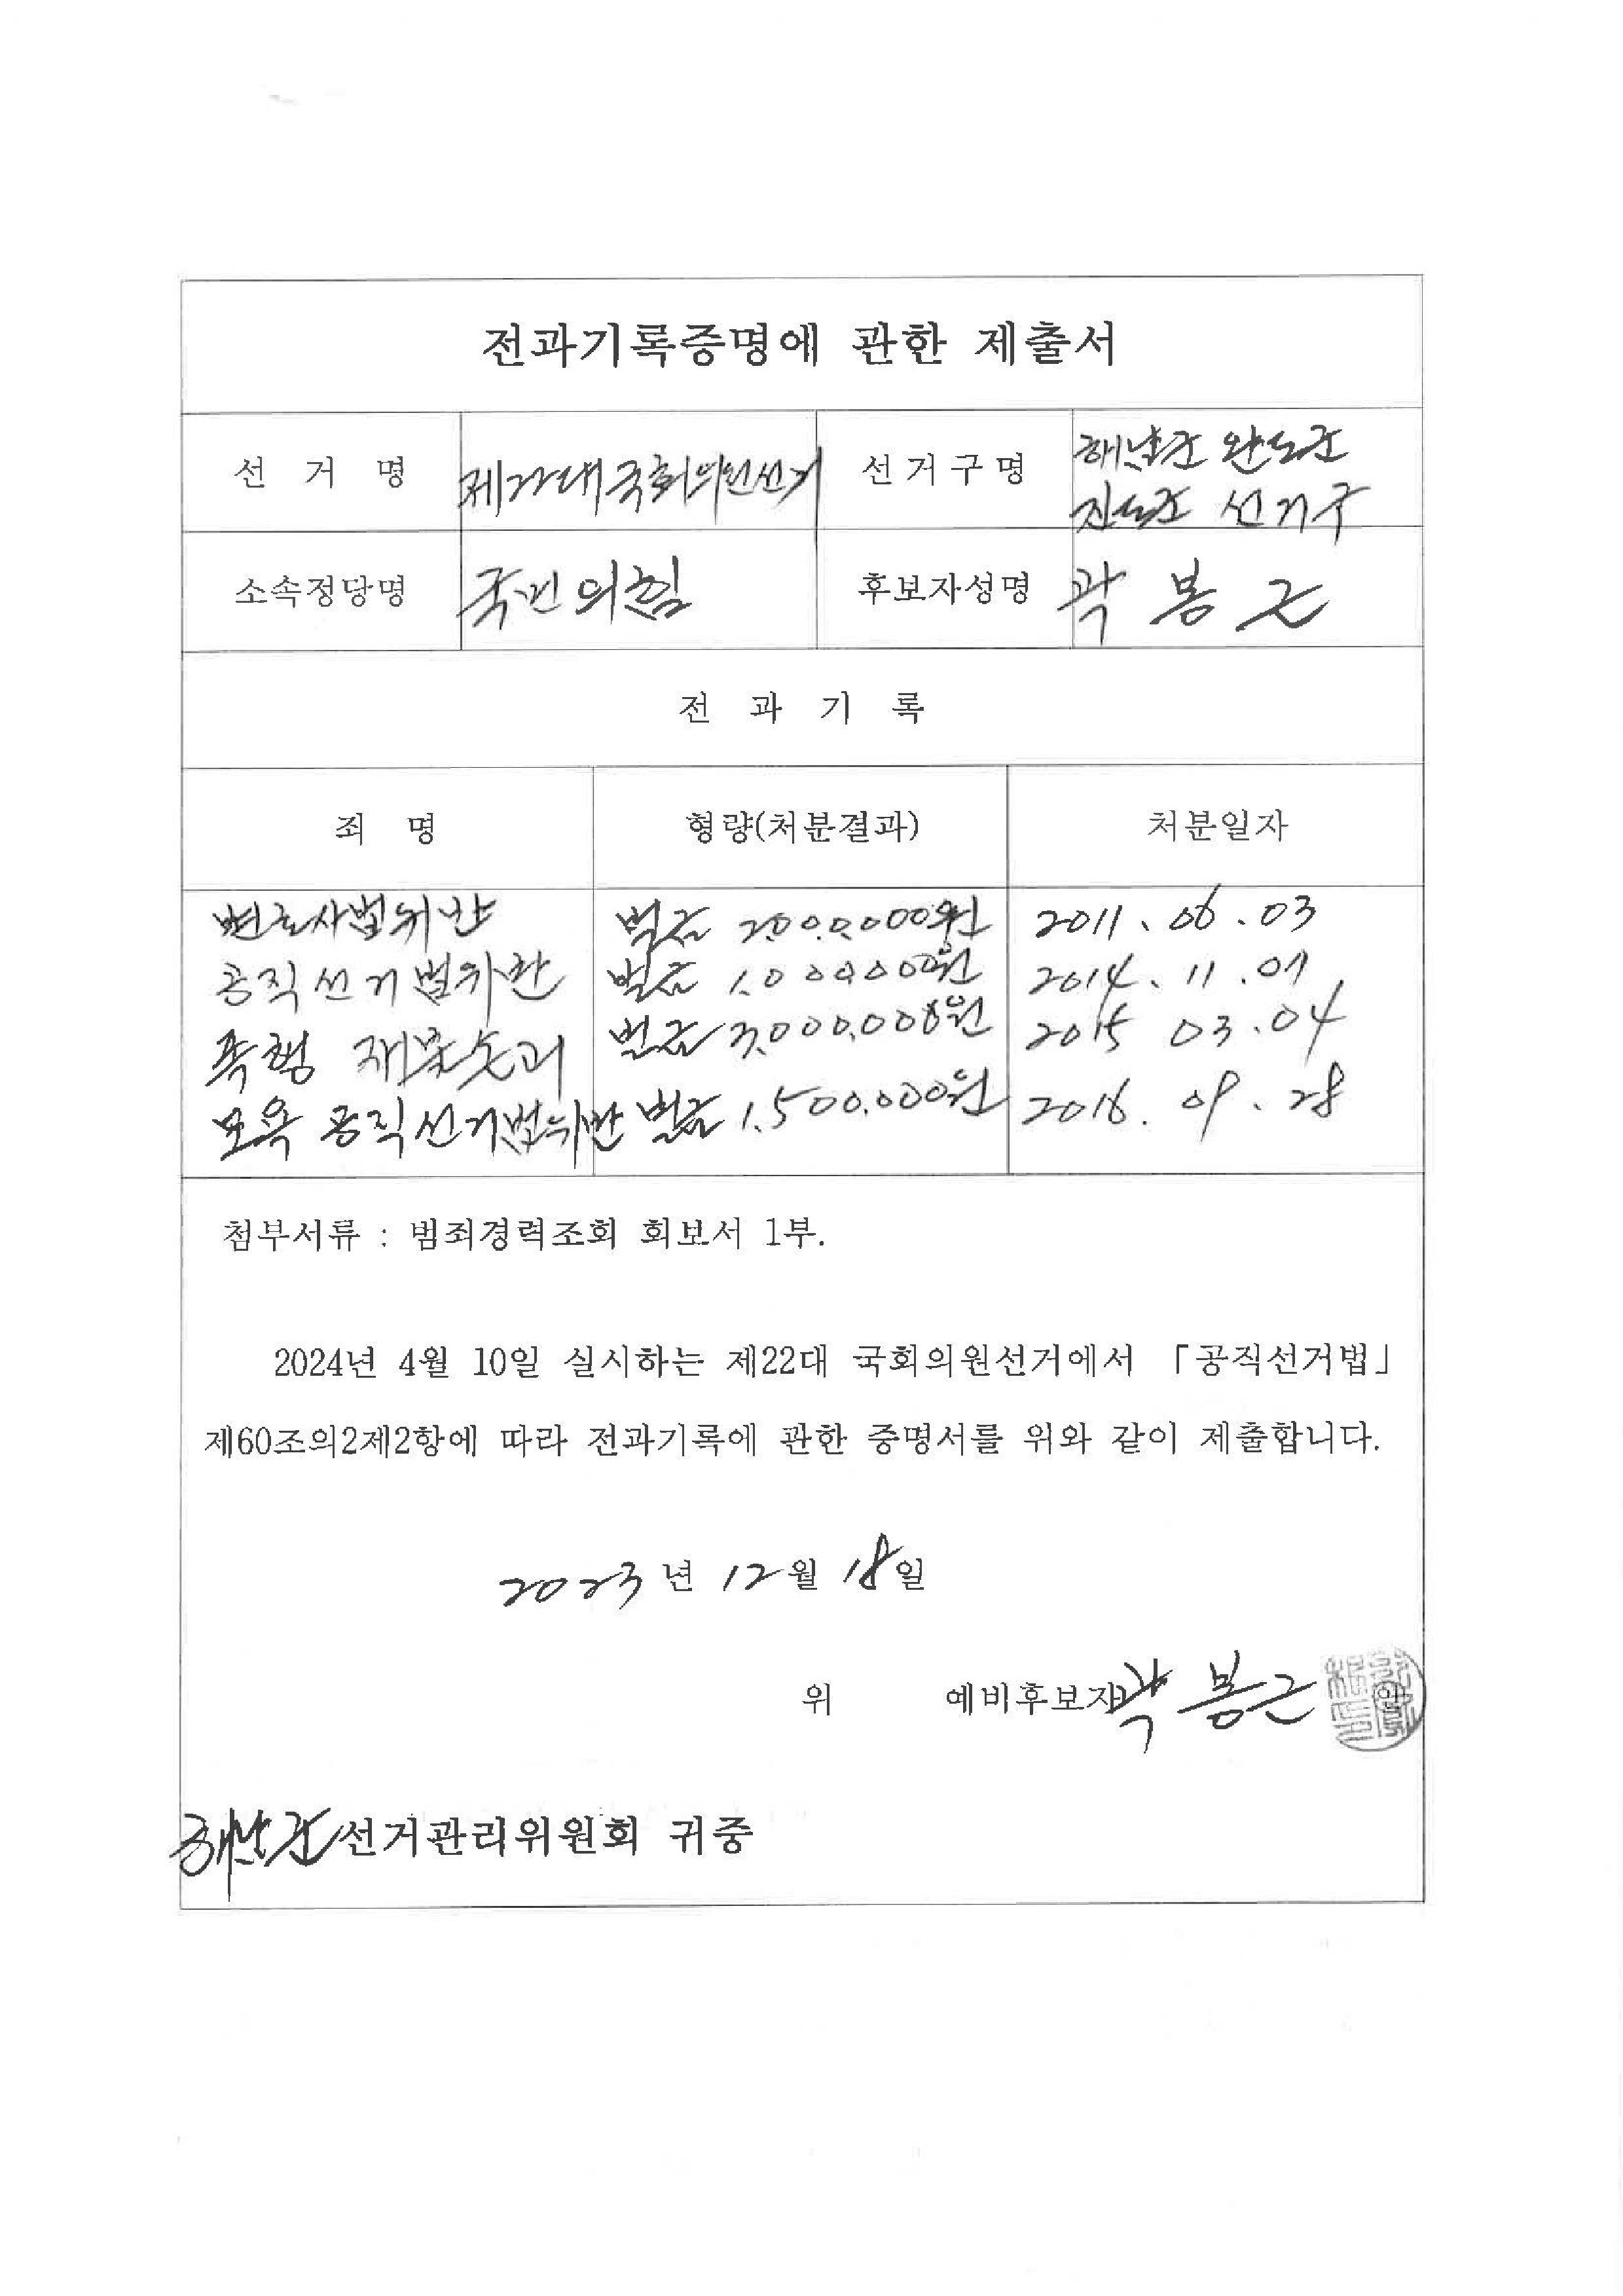 전과기록증명에 관한 제출서
선 거 명 제22대국회의원선거 선거구명 해남군 완도군
진도군 선거구
소속정당명 국민의힘 후보자성명 곽봉근
전 과 기 록
죄 명 형량(처분결과) 처분일자
변호사법위반 벌금 2,000,000원 2011. 06. 03
공직선거법위반 벌금 1,000,000원 2014. 11. 07
폭행 재물손괴 벌금 3,000,000원 2015 03. 04
모욕 공직선거법위반 벌금 1,500,000원 2016. 09. 28
첨부서류 : 범죄경력조회 회보서 1부.
2024년 4월 10일 실시하는 제22대 국회의원선거에서 「공직선거법」
제60조의2제2항에 따라 전과기록에 관한 증명서를 위와 같이 제출합니다.
2023년 12월 18일
위 예비후보자 곽봉근
해남군선거관리위원회 귀중